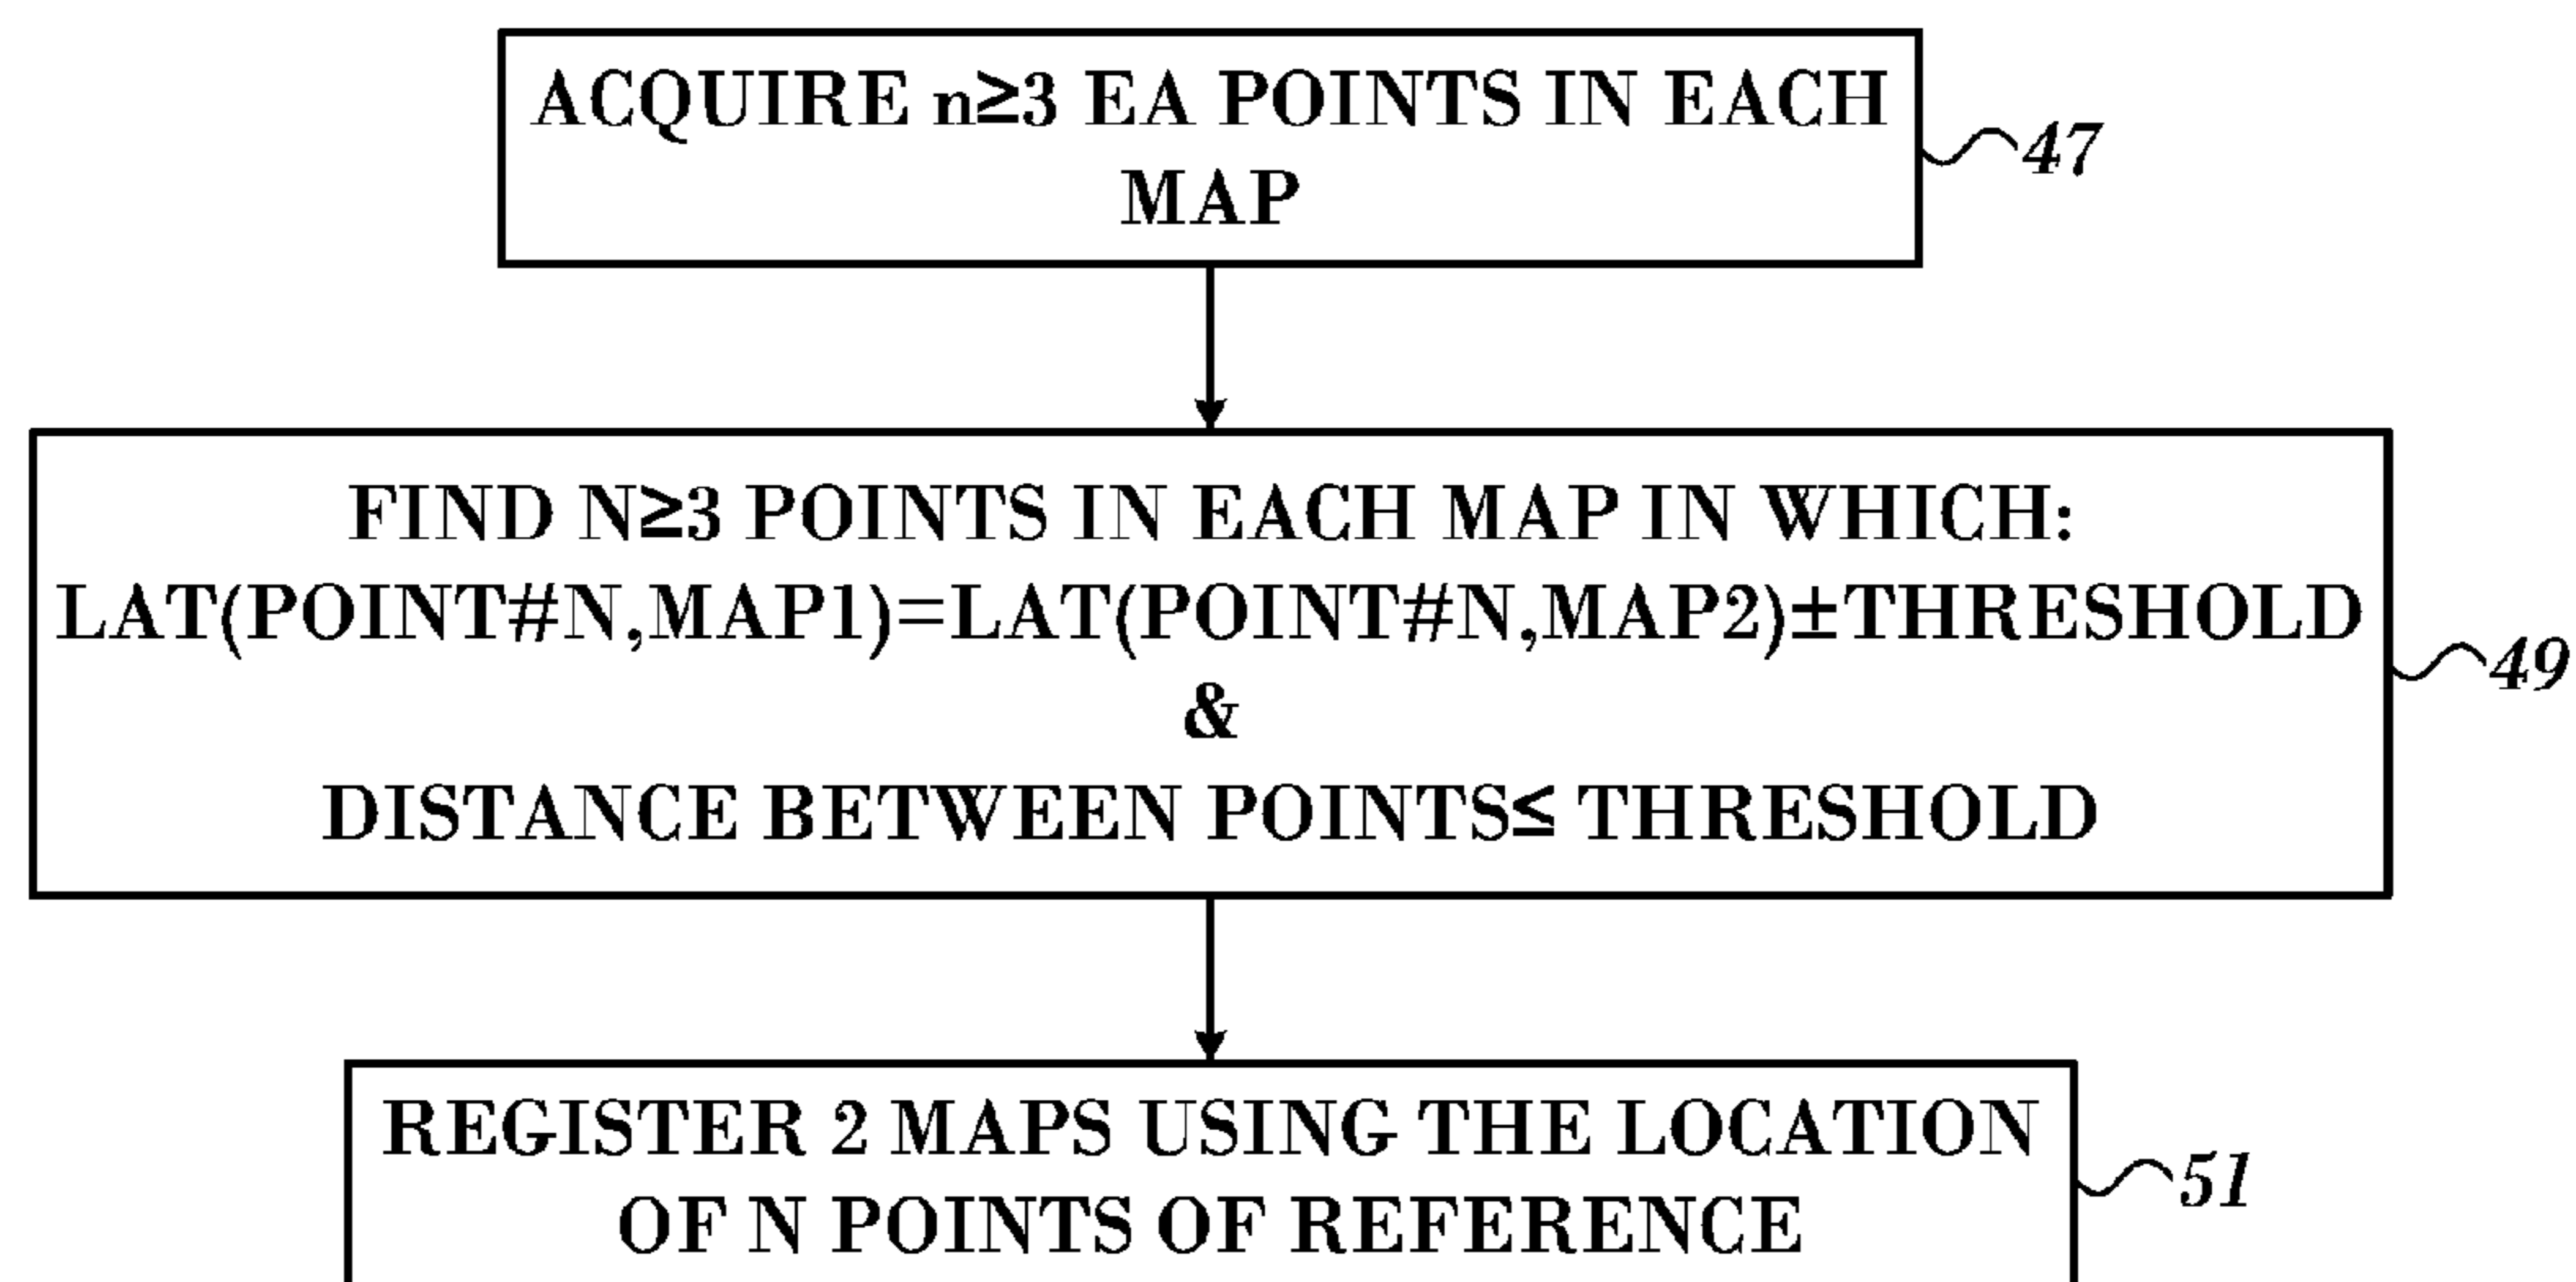 ACQUIRE n≥3 EA POINTS IN EACH
MAP
47
FIND N≥3 POINTS IN EACH MAP IN WHICH:
LAT(POINT#N,MAP1)=LAT(POINT#N,MAP2)±THRESHOLD
&
DISTANCE BETWEEN POINTS≤ THRESHOLD
49
REGISTER 2 MAPS USING THE LOCATION
OF N POINTS OF REFERENCE
51